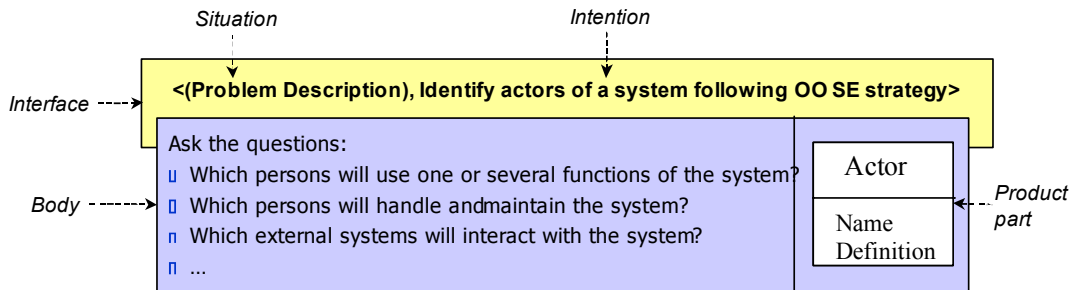 Situation
Intention
<(Problem Description), Identify actors of a system following OO SE strategy>
Interface
Ask the questions:
Which persons will use one or several functions of the system?
Which persons will handle andmaintain the system?
Which external systems will interact with the system?
...
Body
Actor
Name
Definition
Product
part